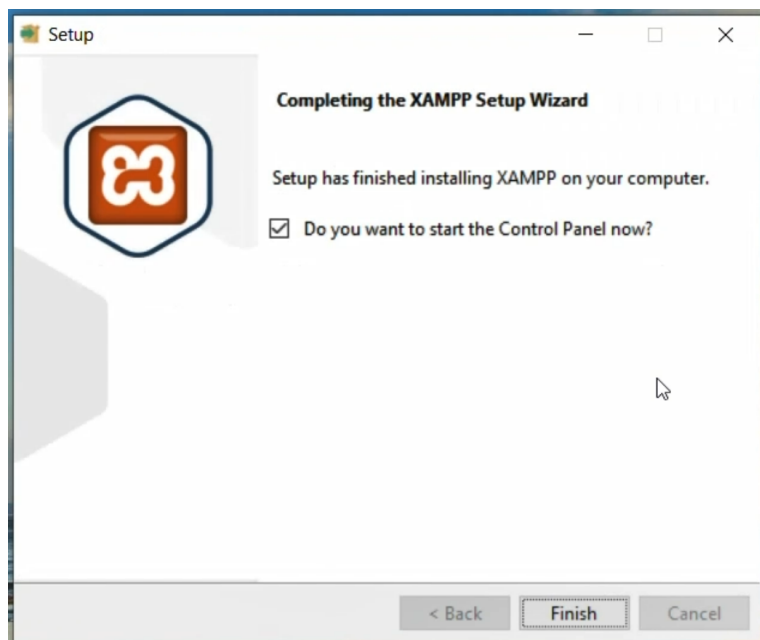 Setup
Completing the XAMPP Setup Wizard
Setup has finished installing XAMPP on your computer.
Do you want to start the Control Panel now?
< Back
Finish
Cancel